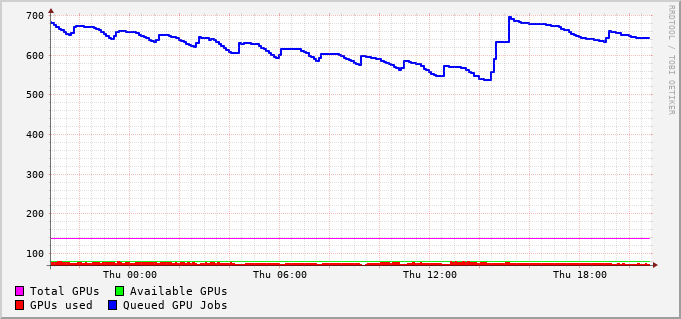 700
600
500
400
300
200
100
Thu 00:00 Thu 06:00 Thu 12:00 Thu 18:00
Total GPUs Available GPUs
GPUs used Queued GPU Jobs
RRDTOOL / TOBI OETIKER